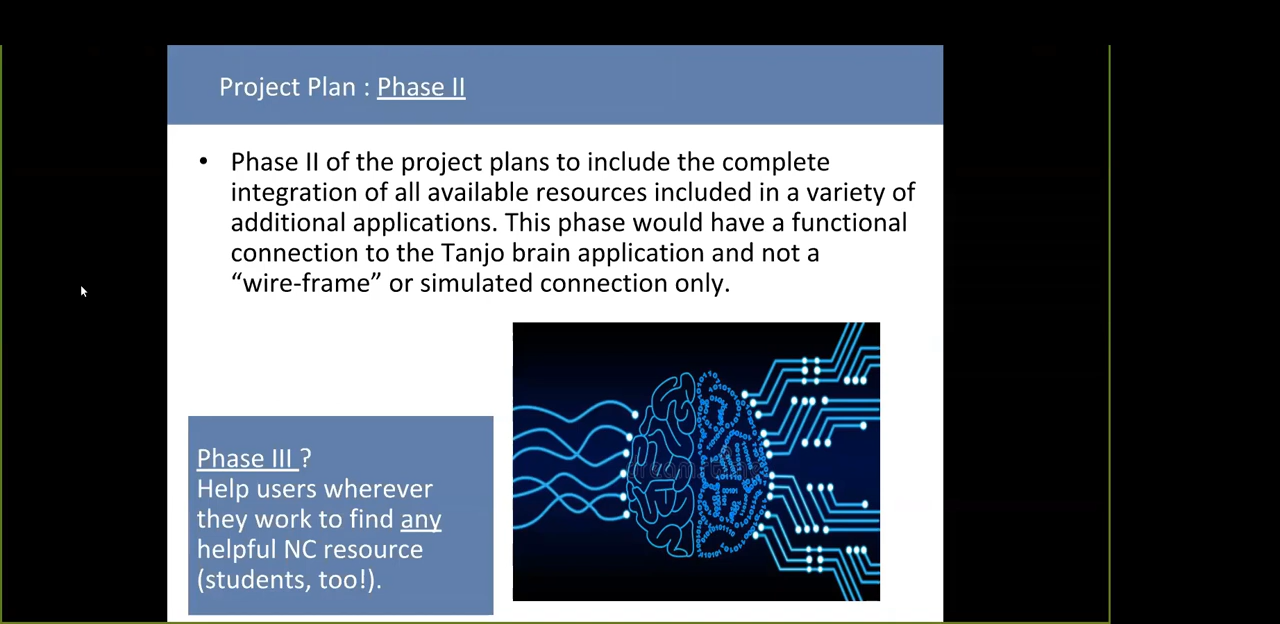 Project Plan : Phase II
• Phase II of the project plans to include the complete
integration of all available resources included in a variety of
additional applications. This phase would have a functional
connection to the Tanjo brain application and not a
“wire-frame” or simulated connection only.
Phase III ?
Help users wherever
they work to find any
helpful NC resource
(students, too!).